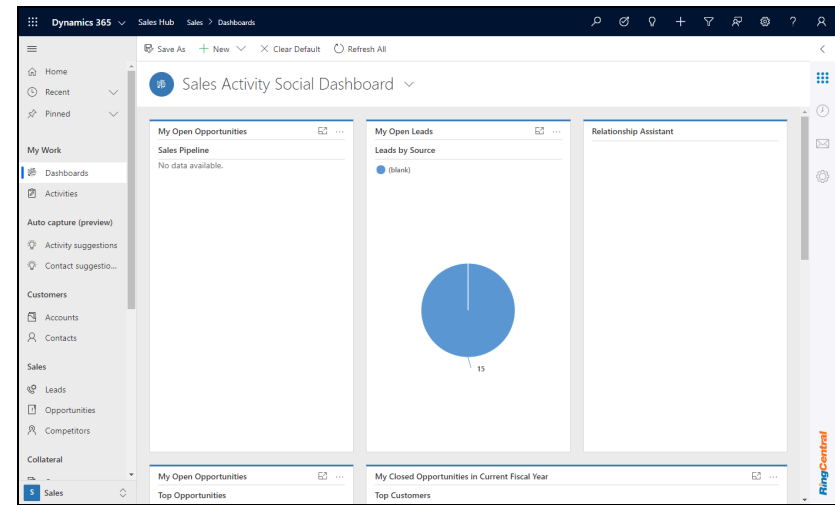 Dynamics 365 Sales Hub Sales > Dashboards
Save As New Clear Default Refresh All
Home
Recent
Pinned
My Work
Dashboards
Activities
Auto capture (preview)
Activity suggestions
Contact suggestio...
Customers
Accounts
Contacts
Sales
Leads
Opportunities
Competitors
Collateral
S Sales
Sales Activity Social Dashboard
My Open Opportunities
Sales Pipeline
No data available.
My Open Leads
Leads by Source
(blank)
15
Relationship Assistant
My Open Opportunities
Top Opportunities
My Closed Opportunities in Current Fiscal Year
Top Customers
RingCentral